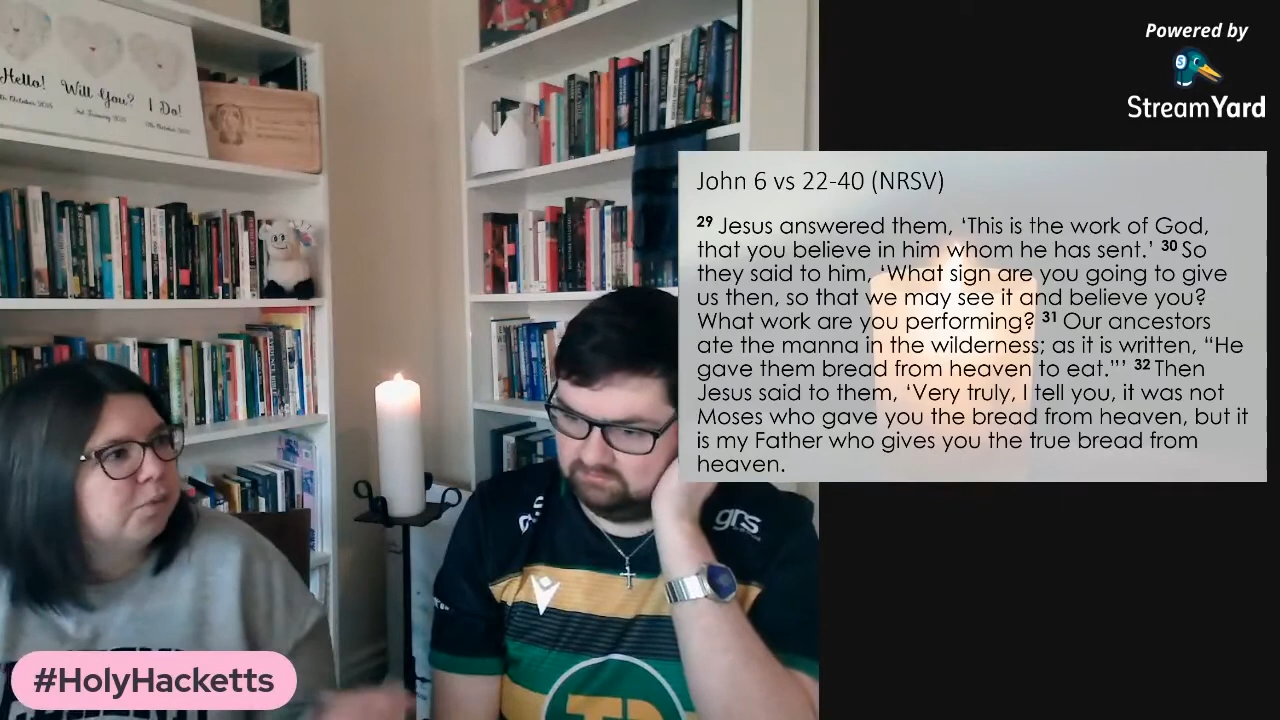 Hello!
Will You?
I Do!
Powered by
StreamYard
John 6 vs 22-40 (NRSV)
29 Jesus answered them, ‘This is the work of God,
that you believe in him whom he has sent.’ 30 So
they said to him, ‘What sign are you going to give
us then, so that we may see it and believe you?
What work are you performing? 31 Our ancestors
ate the manna in the wilderness; as it is written, “He
gave them bread from heaven to eat.”’ 32 Then
Jesus said to them, ‘Very truly, I tell you, it was not
Moses who gave you the bread from heaven, but it
is my Father who gives you the true bread from
heaven.
grs
#HolyHacketts